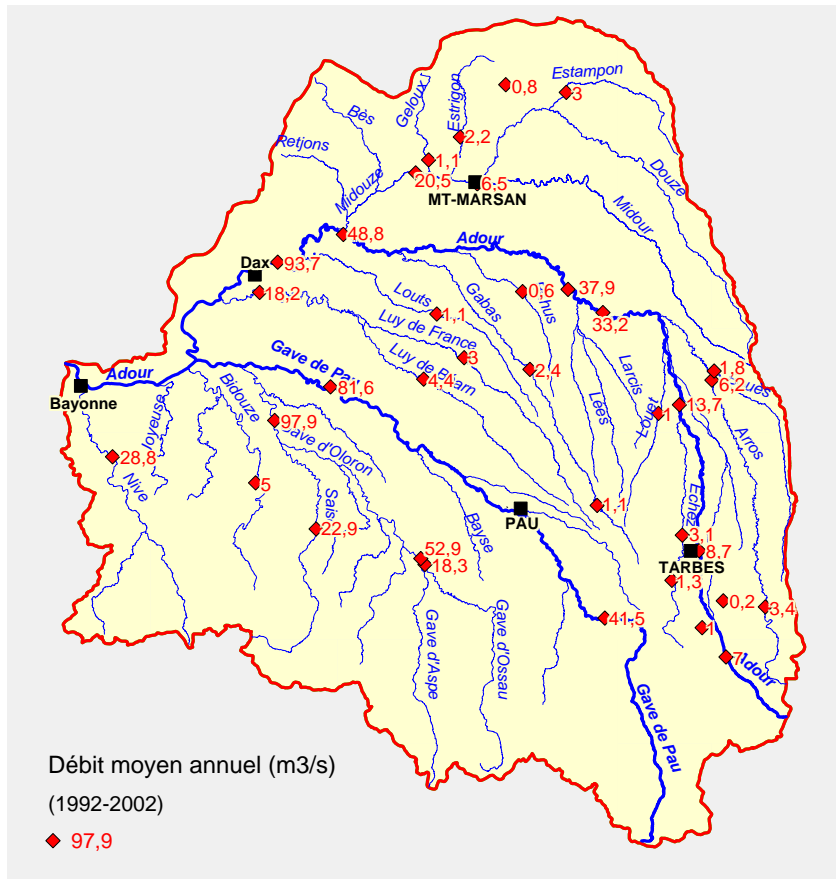 Estampon
0,8
3
Geloux
Estrigon
Bès
2,2
Retjons
1,1
20,5
6,5
MT-MARSAN
Douze
Midour
Midouze
48,8
Adour
Dax
93,7
18,2
Louts
Gabas
0,6
37,9
33,2
1,1
Luy de France
3
Luy de Béarn
4,4
2,4
Larcis
Lées
Louet
1
13,7
1,8
6,2
Arros
Adour
Bayonne
Gave de Pau
81,6
Bidouze
Joyeuse
97,9
Gave d'Oloron
28,8
Nive
5
Sais
22,9
Bayse
PAU
1,1
Echez
3,1
8,7
TARBES
1,3
52,9
18,3
0,2
3,4
41,5
1
7
Adour
Gave d'Aspe
Gave d'Ossau
Gave de Pau
Débit moyen annuel (m3/s)
(1992-2002)
97,9